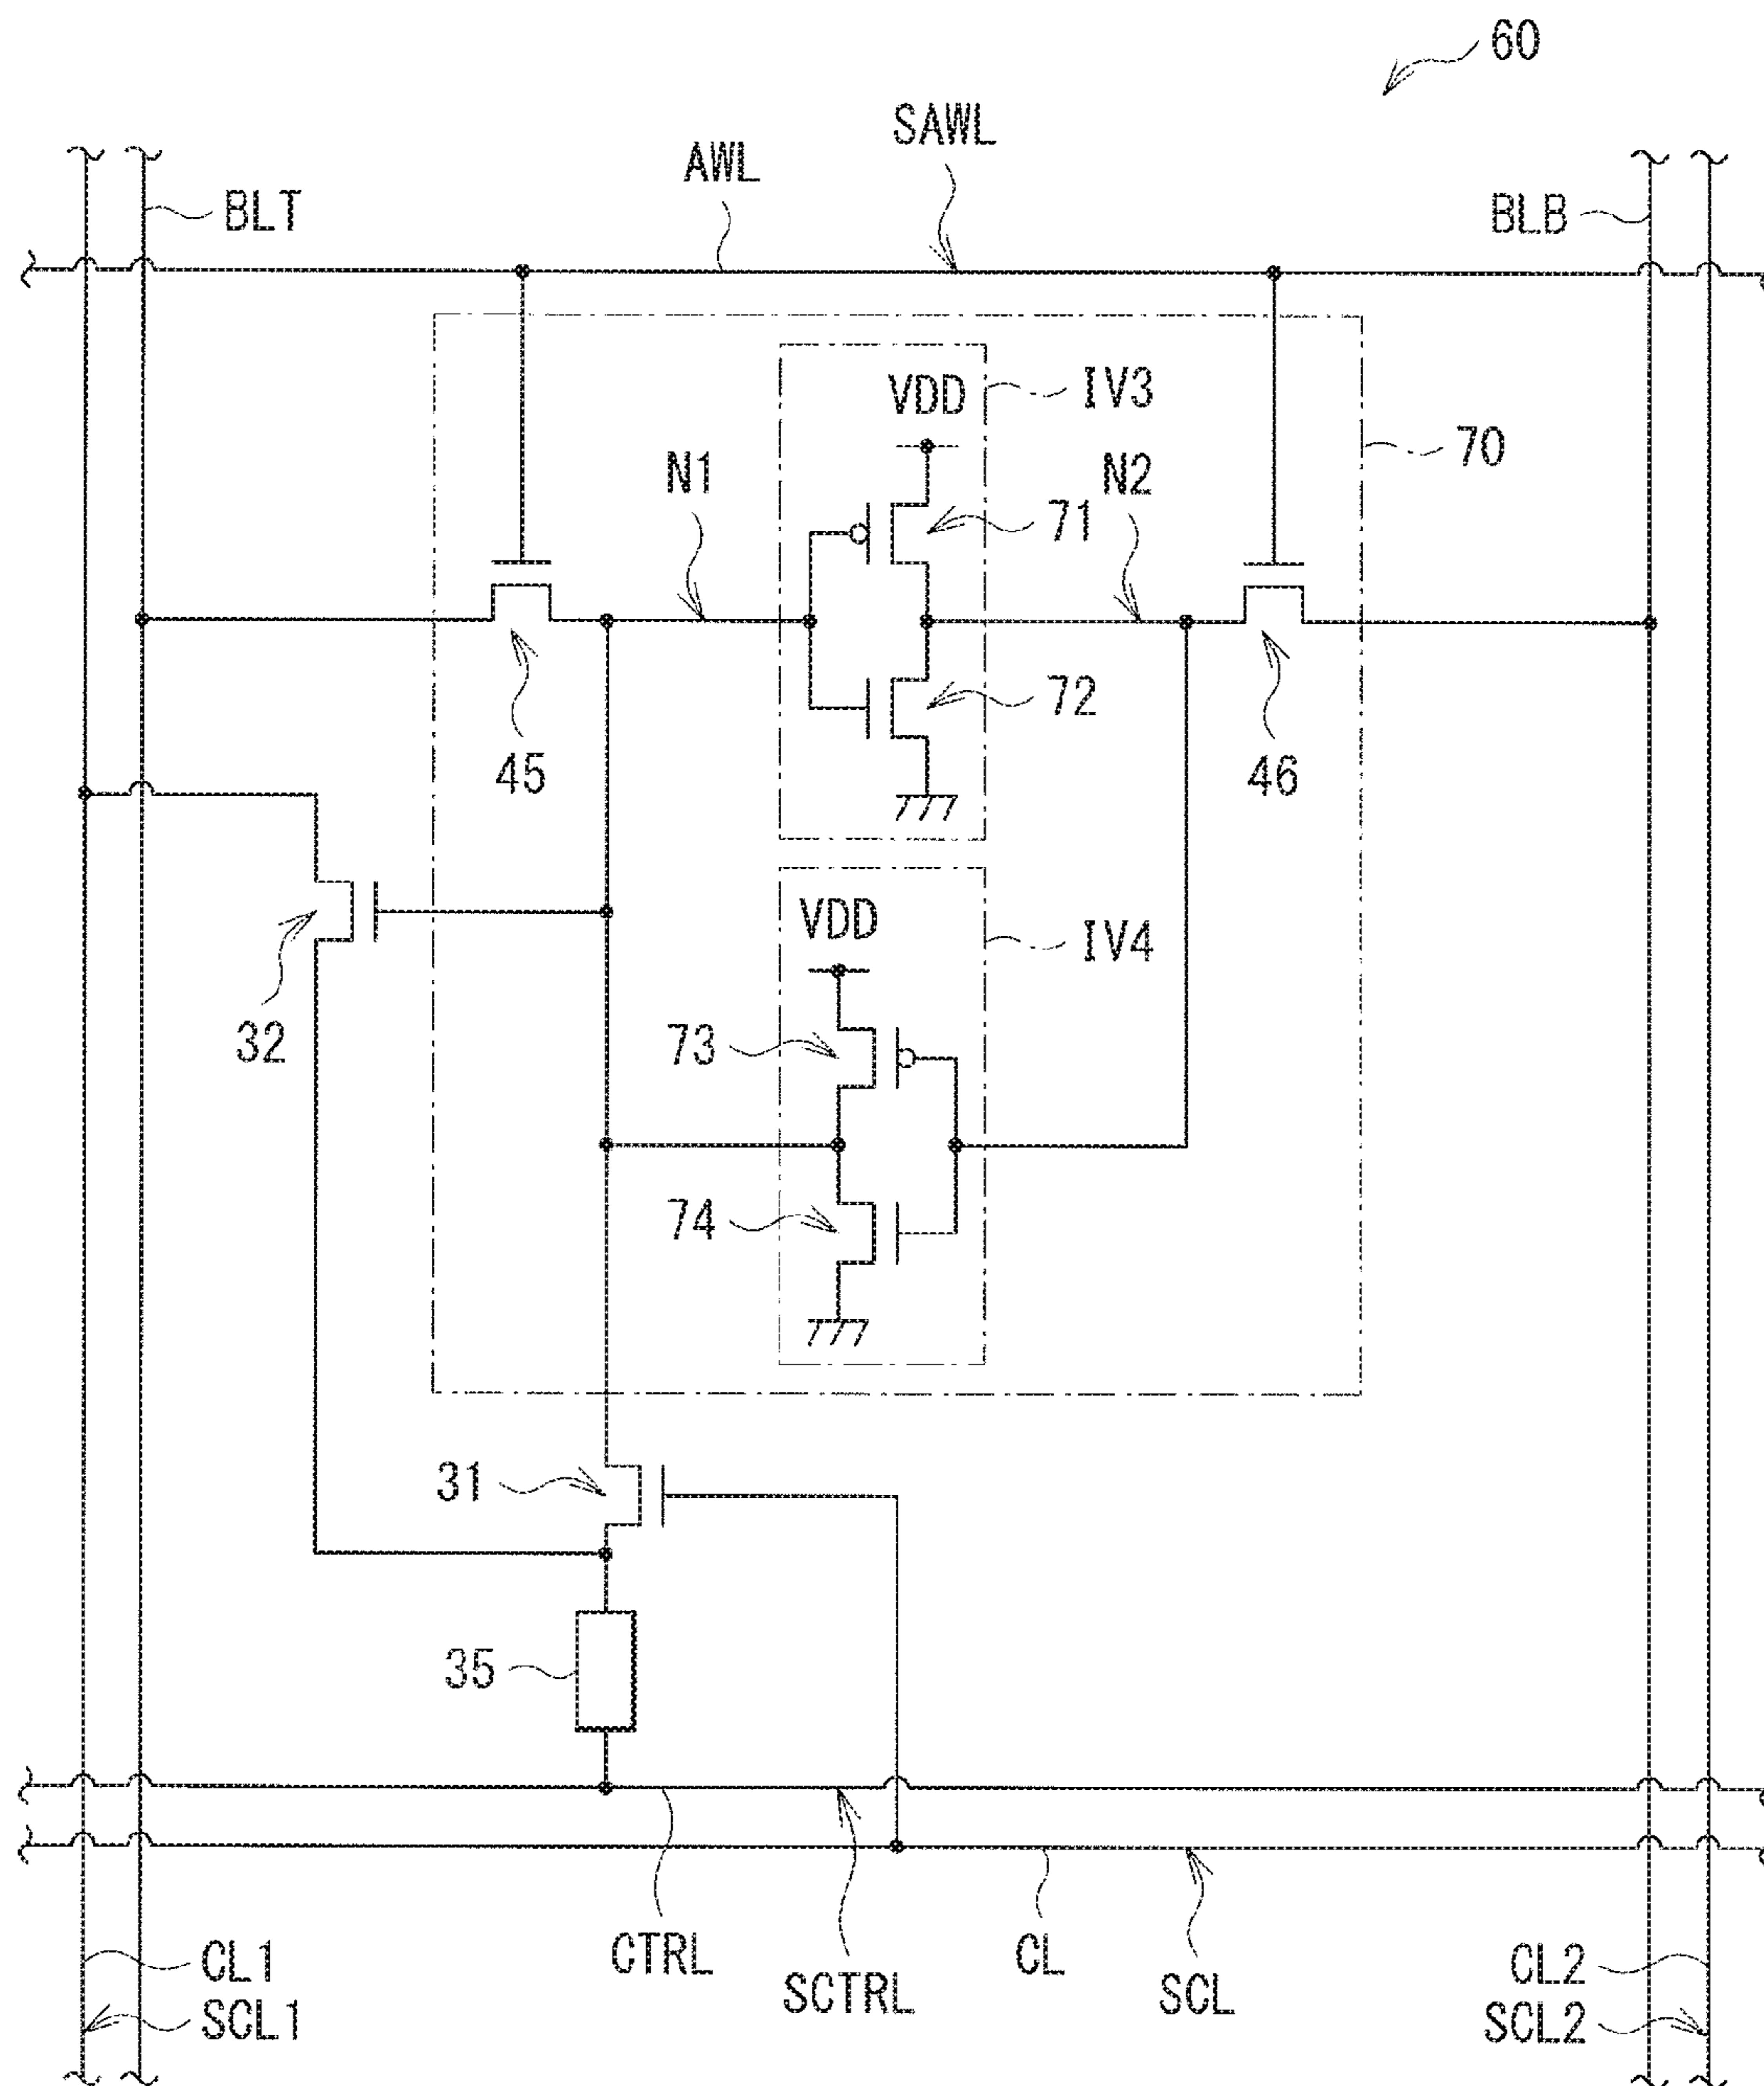 60
SAWL
AWL
BLT
BLB
VDD
IV3
70
N1
N2
71
72
45
46
VDD
IV4
32
73
74
31
35
CTRL
CL
CL1
CL2
SCTRL
SCL
SCL1
SCL2